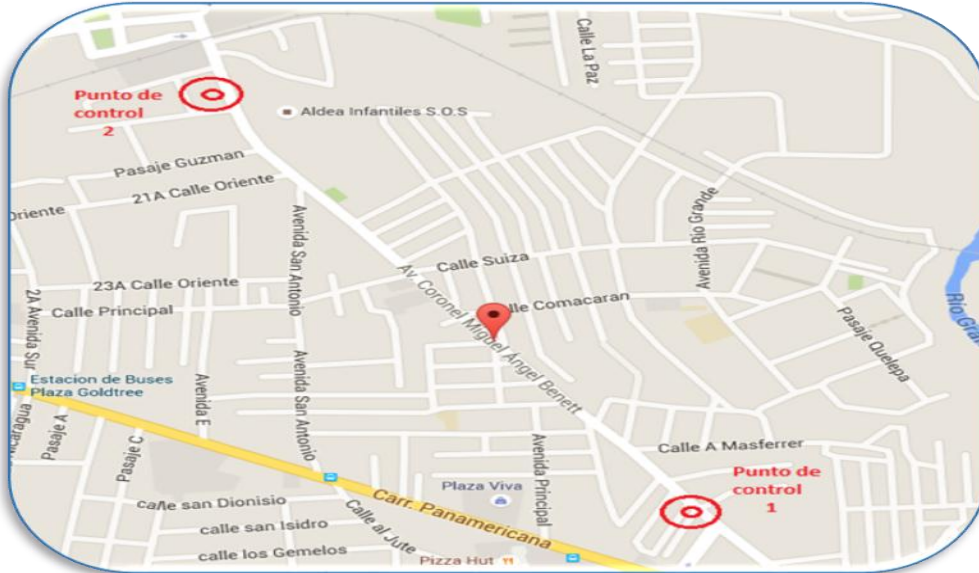 Calle La Paz
Punto de
control
2
Aldea Infantiles S.O.S
Pasaje Guzman
21A Calle Oriente
Oriente
Avenida San Antonio
Avenida Rio Grande
Calle Suiza
23A Calle Oriente
Calle Principal
Av. Coronel Miguel Angel Benett
lle Comacaran
2A Avenida Sur
Rio Gran
Pasaje Quelepa
Estacion de Buses
Plaza Goldtree
Avenida E
Avenida San Antonio
Nicaragua
Pasaje A
Pasaje C
Calle A Masferrer
Avenida Principal
Punto de
control
1
Plaza Viva
Carr. Panamericana
calle san Dionisio
calle san Isidro
calle los Gemelos
Calle al Jute
Pizza Hut